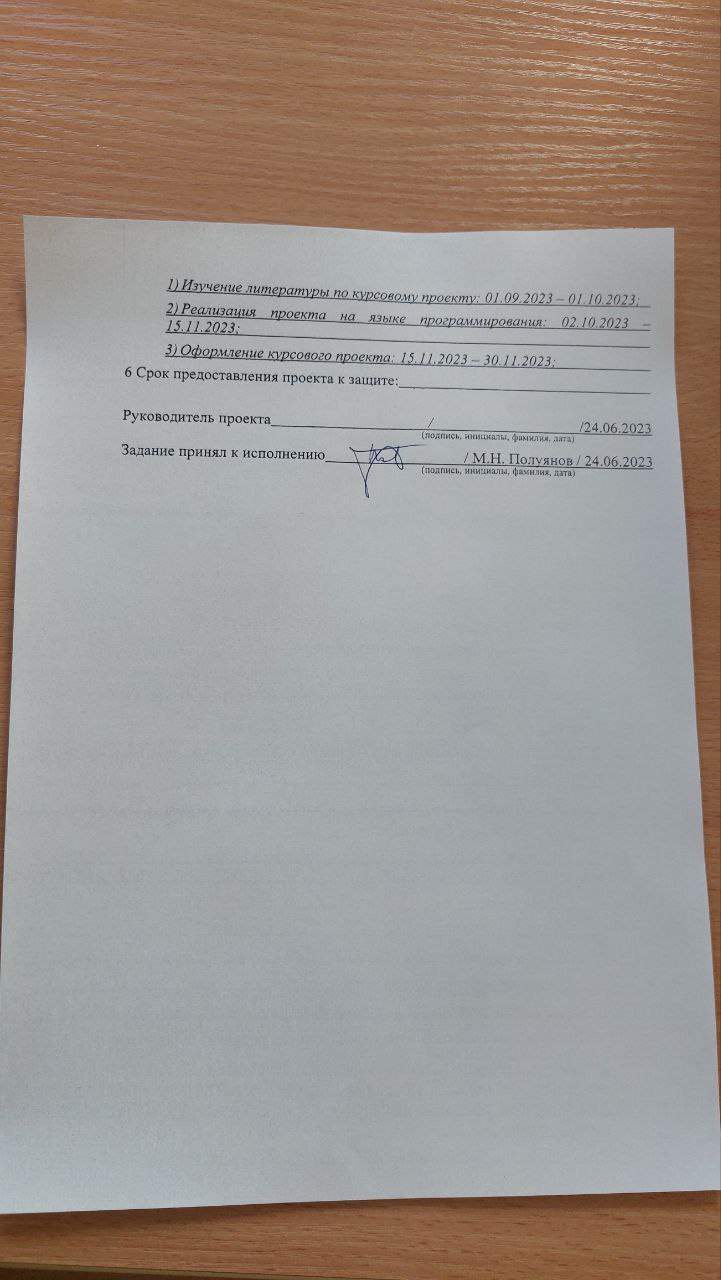 1) Изучение литературы по курсовому проекту: 01.09.2023 – 01.10.2023;
2) Реализация проекта на языке программирования: 02.10.2023 –
15.11.2023;
3) Оформление курсового проекта: 15.11.2023 – 30.11.2023;
6 Срок предоставления проекта к защите:
Руководитель проекта / /24.06.2023
(подпись, инициалы, фамилия, дата)
Задание принял к исполнению / М.Н. Полуянов / 24.06.2023
(подпись, инициалы, фамилия, дата)